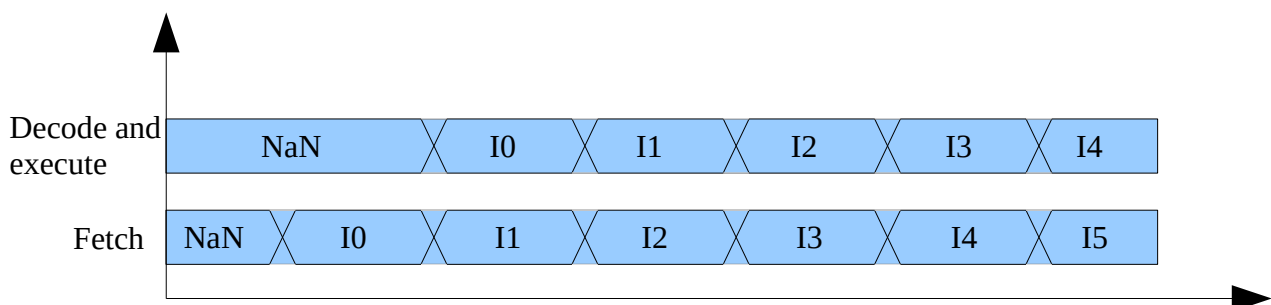 Decode and
execute
NaN I0 I1 I2 I3 I4
Fetch NaN I0 I1 I2 I3 I4 I5